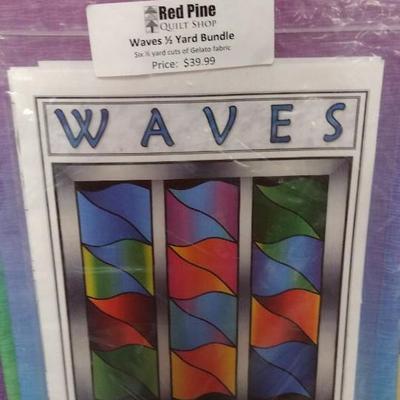 Red Pine
QUILT SHOP
Waves ½ Yard Bundle
Six ½ yard cuts of Gelato fabric
Price: $39.99
WAVES